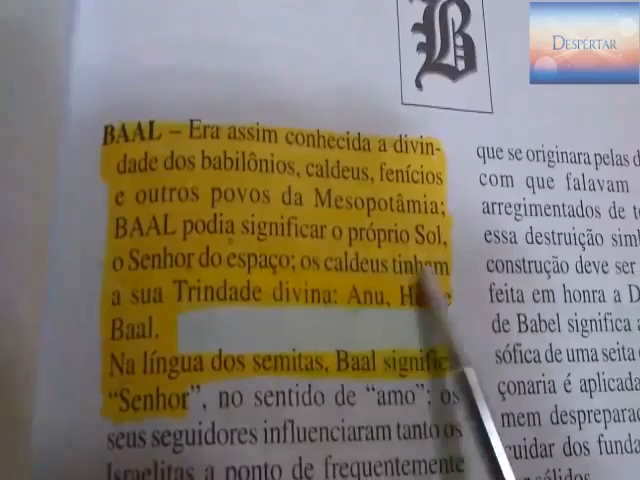 B
DESPERTAR
BAAL – Era assim conhecida a divin-
dade dos babilônios, caldeus, fenícios
e outros povos da Mesopotâmia;
BAAL podia significar o próprio Sol,
o Senhor do espaço; os caldeus tinham
a sua Trindade divina: Anu, e
Baal.
Na língua dos semitas, Baal signific
“Senhor”, no sentido de “amo”; os
seus seguidores influenciaram tanto os
Israelitas a ponto de frequentemente
que se originara pelas d
com que falavam
arregimentados de t
essa destruição sim
construção deve ser
feita em honra a D
de Babel significa a
sófica de uma seita
çonaria é aplicada
mem despreparad
cuidar dos funda
sólidos